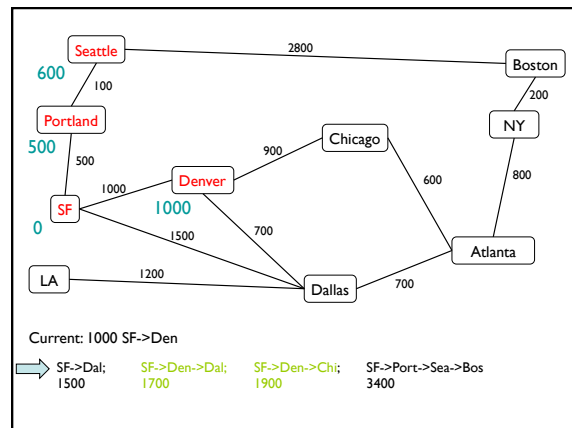 Seattle
2800
Boston
600
100
200
Portland
NY
500
Chicago
500
900
1000
Denver
600
800
SF
1000
0
1500
700
Atlanta
LA
1200
700
Dallas
Current: 1000 SF->Den
SF->Dal; SF->Den->Dal; SF->Den->Chi; SF->Port->Sea->Bos
1500 1700 1900 3400